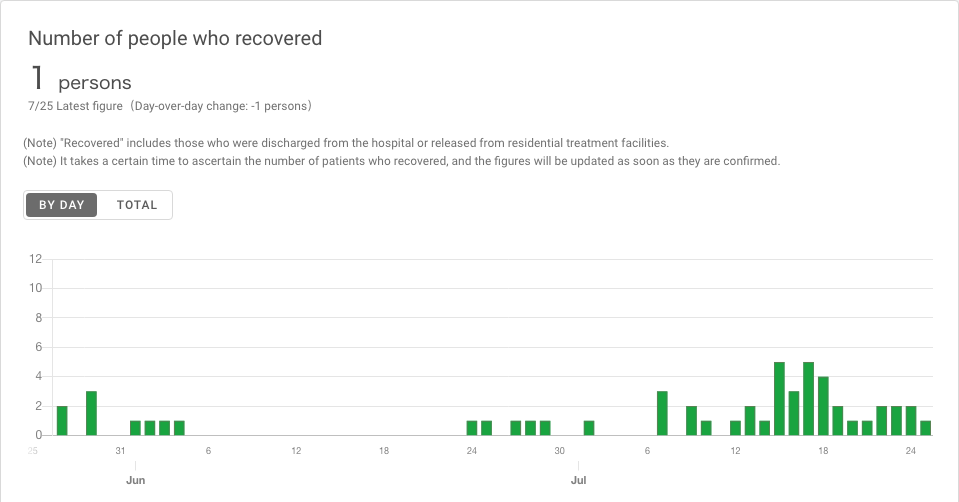 Number of people who recovered
1 persons
7/25 Latest figure（Day-over-day change: -1 persons）
(Note) "Recovered" includes those who were discharged from the hospital or released from residential treatment facilities.
(Note) It takes a certain time to ascertain the number of patients who recovered, and the figures will be updated as soon as they are confirmed.
BY DAY TOTAL
12
10
8
6
4
2
0
25 31 6 12 18 24 30 6 12 18 24
Jun Jul